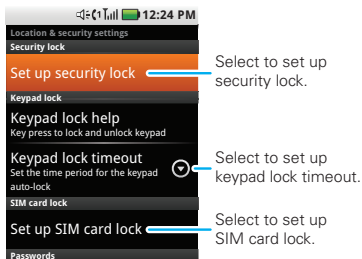 12:24 PM
Location & security settings
Security lock
Set up security lock
Select to set up
security lock.
Keypad lock
Keypad lock help
Key press to lock and unlock keypad
Keypad lock timeout
Set the time period for the keypad
auto-lock
Select to set up
keypad lock timeout.
SIM card lock
Set up SIM card lock
Select to set up
SIM card lock.
Passwords